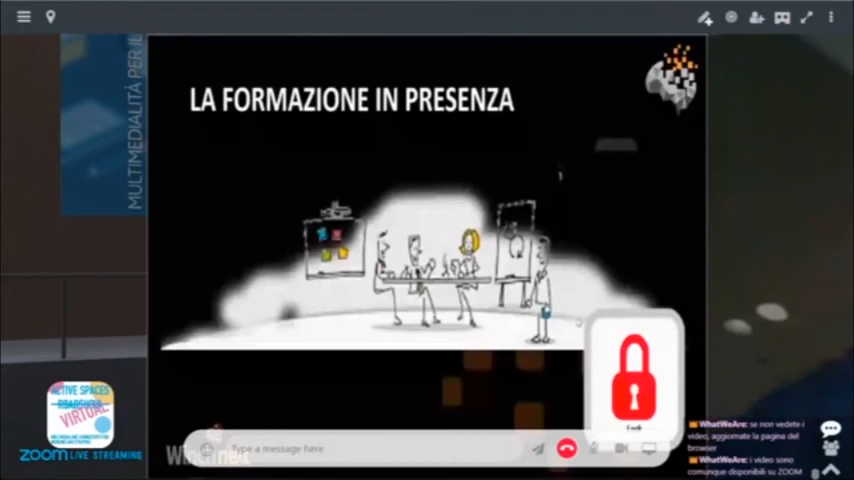 MULTIMEDIALITÀ PER IL
LA FORMAZIONE IN PRESENZA
ACTIVE SPACES
ROADSHOW
VIRTUAL
zoom LIVE STREAMING
Type a message here
WhatWeAre: se non vedete i
video, aggiornate la pagina del
browser
WhatWeAre: i video sono
comunque disponibili su ZOOM